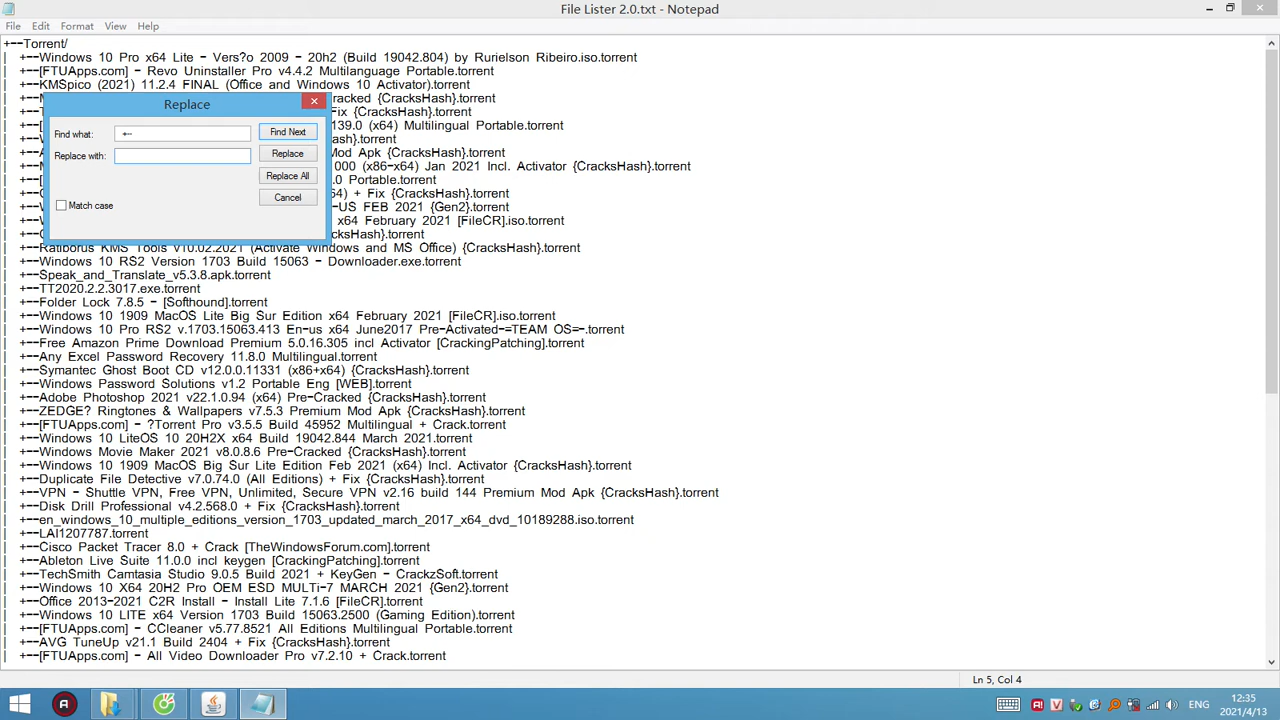 File Lister 2.0.txt - Notepad
File Edit Format View Help
+--Torrent/
| +--Windows 10 Pro x64 Lite - Vers?o 2009 - 20h2 (Build 19042.804) by Rurielson Ribeiro.iso.torrent
| +--[FTUApps.com] - Revo Uninstaller Pro v4.4.2 Multilanguage Portable.torrent
| +--KMSpico (2021) 11.2.4 FINAL (Office and Windows 10 Activator).torrent
cracked {CracksHash}.torrent
Fix {CracksHash}.torrent
139.0 (x64) Multilingual Portable.torrent
Hash}.torrent
Mod Apk {CracksHash}.torrent
000 (x86-x64) Jan 2021 Incl. Activator {CracksHash}.torrent
.0 Portable.torrent
64) + Fix {CracksHash}.torrent
-US FEB 2021 {Gen2}.torrent
x64 February 2021 [FileCR].iso.torrent
ksHash}.torrent
Replace
Find what: +--
Find Next
Replace with:
Replace
Replace All
Cancel
Match case
| +--Ratiborus KMS Tools v10.02.2021 (Activate Windows and MS Office) {CracksHash}.torrent
| +--Windows 10 RS2 Version 1703 Build 15063 - Downloader.exe.torrent
| +--Speak_and_Translate_v5.3.8.apk.torrent
| +--TT2020.2.2.3017.exe.torrent
| +--Folder Lock 7.8.5 - [Softhound].torrent
| +--Windows 10 1909 MacOS Lite Big Sur Edition x64 February 2021 [FileCR].iso.torrent
| +--Windows 10 Pro RS2 v.1703.15063.413 En-us x64 June2017 Pre-Activated-=TEAM OS=-.torrent
| +--Free Amazon Prime Download Premium 5.0.16.305 incl Activator [CrackingPatching].torrent
| +--Any Excel Password Recovery 11.8.0 Multilingual.torrent
| +--Symantec Ghost Boot CD v12.0.0.11331 (x86+x64) {CracksHash}.torrent
| +--Windows Password Solutions v1.2 Portable Eng [WEB].torrent
| +--Adobe Photoshop 2021 v22.1.0.94 (x64) Pre-Cracked {CracksHash}.torrent
| +--ZEDGE? Ringtones & Wallpapers v7.5.3 Premium Mod Apk {CracksHash}.torrent
| +--[FTUApps.com] - ?Torrent Pro v3.5.5 Build 45952 Multilingual + Crack.torrent
| +--Windows 10 LiteOS 10 20H2X x64 Build 19042.844 March 2021.torrent
| +--Windows Movie Maker 2021 v8.0.8.6 Pre-Cracked {CracksHash}.torrent
| +--Windows 10 1909 MacOS Big Sur Lite Edition Feb 2021 (x64) Incl. Activator {CracksHash}.torrent
| +--Duplicate File Detective v7.0.74.0 (All Editions) + Fix {CracksHash}.torrent
| +--VPN - Shuttle VPN, Free VPN, Unlimited, Secure VPN v2.16 build 144 Premium Mod Apk {CracksHash}.torrent
| +--Disk Drill Professional v4.2.568.0 + Fix {CracksHash}.torrent
| +--en_windows_10_multiple_editions_version_1703_updated_march_2017_x64_dvd_10189288.iso.torrent
| +--LAI1207787.torrent
| +--Cisco Packet Tracer 8.0 + Crack [TheWindowsForum.com].torrent
| +--Ableton Live Suite 11.0.0 incl keygen [CrackingPatching].torrent
| +--TechSmith Camtasia Studio 9.0.5 Build 2021 + KeyGen - CrackzSoft.torrent
| +--Windows 10 X64 20H2 Pro OEM ESD MULTi-7 MARCH 2021 {Gen2}.torrent
| +--Office 2013-2021 C2R Install - Install Lite 7.1.6 [FileCR].torrent
| +--Windows 10 LITE x64 Version 1703 Build 15063.2500 (Gaming Edition).torrent
| +--[FTUApps.com] - CCleaner v5.77.8521 All Editions Multilingual Portable.torrent
| +--AVG TuneUp v21.1 Build 2404 + Fix {CracksHash}.torrent
| +--[FTUApps.com] - All Video Downloader Pro v7.2.10 + Crack.torrent
Ln 5, Col 4
ENG
12:35
2021/4/13